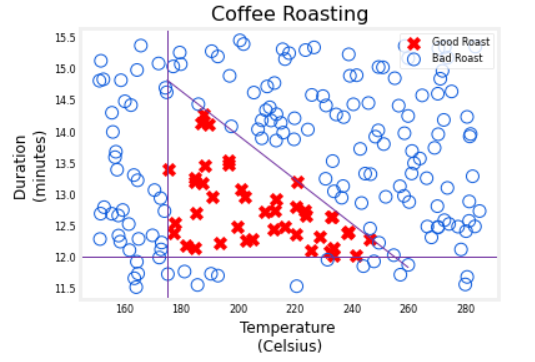 Coffee Roasting
Good Roast
Bad Roast
15.5
15.0
14.5
14.0
13.5
13.0
12.5
12.0
11.5
Duration
(minutes)
160 180 200 220 240 260 280
Temperature
(Celsius)